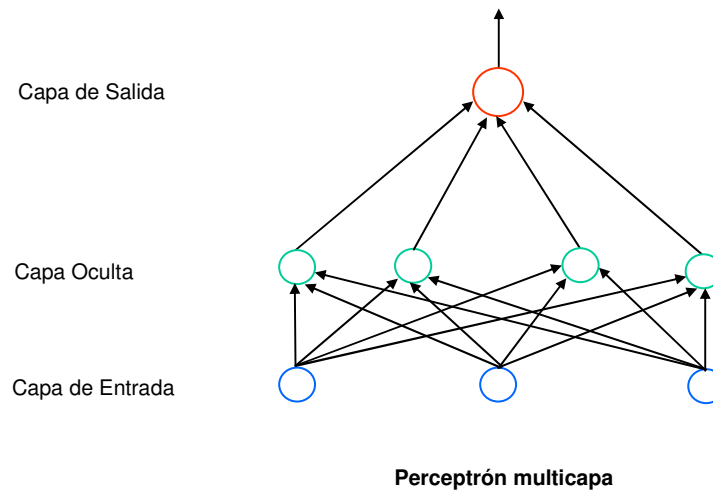 Capa de Salida
Capa Oculta
Capa de Entrada
Perceptrón multicapa